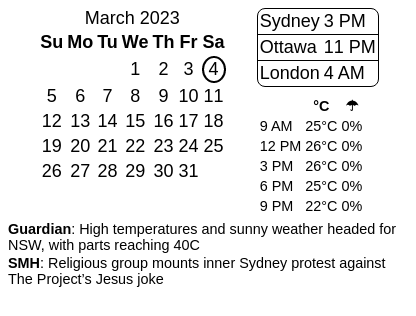 March 2023
Su Mo Tu We Th Fr Sa
1 2 3 4
5 6 7 8 9 10 11
12 13 14 15 16 17 18
19 20 21 22 23 24 25
26 27 28 29 30 31
Sydney 3 PM
Ottawa 11 PM
London 4 AM
°C ☂
9 AM 25°C 0%
12 PM 26°C 0%
3 PM 26°C 0%
6 PM 25°C 0%
9 PM 22°C 0%
Guardian: High temperatures and sunny weather headed for
NSW, with parts reaching 40C
SMH: Religious group mounts inner Sydney protest against
The Project’s Jesus joke